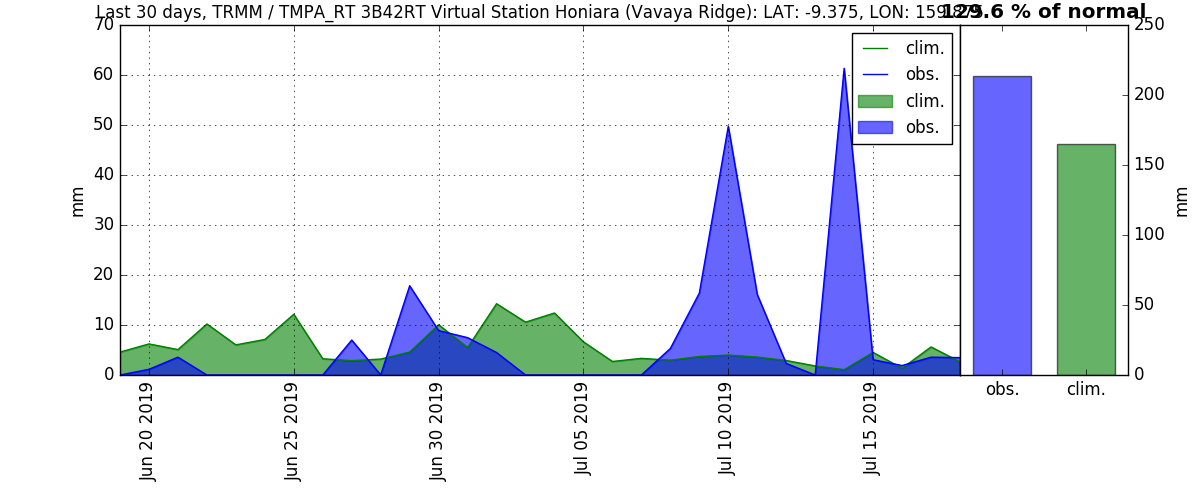 Last 30 days, TRMM / TMPA_RT 3B42RT Virtual Station Honiara (Vavaya Ridge): LAT: -9.375, LON:
129.6 % of normal
70
60
50
40
30
20
10
0
mm
clim.
obs.
clim.
obs.
Jun 20 2019
Jun 25 2019
Jun 30 2019
Jul 05 2019
Jul 10 2019
Jul 15 2019
250
200
150
100
50
0
mm
obs.
clim.